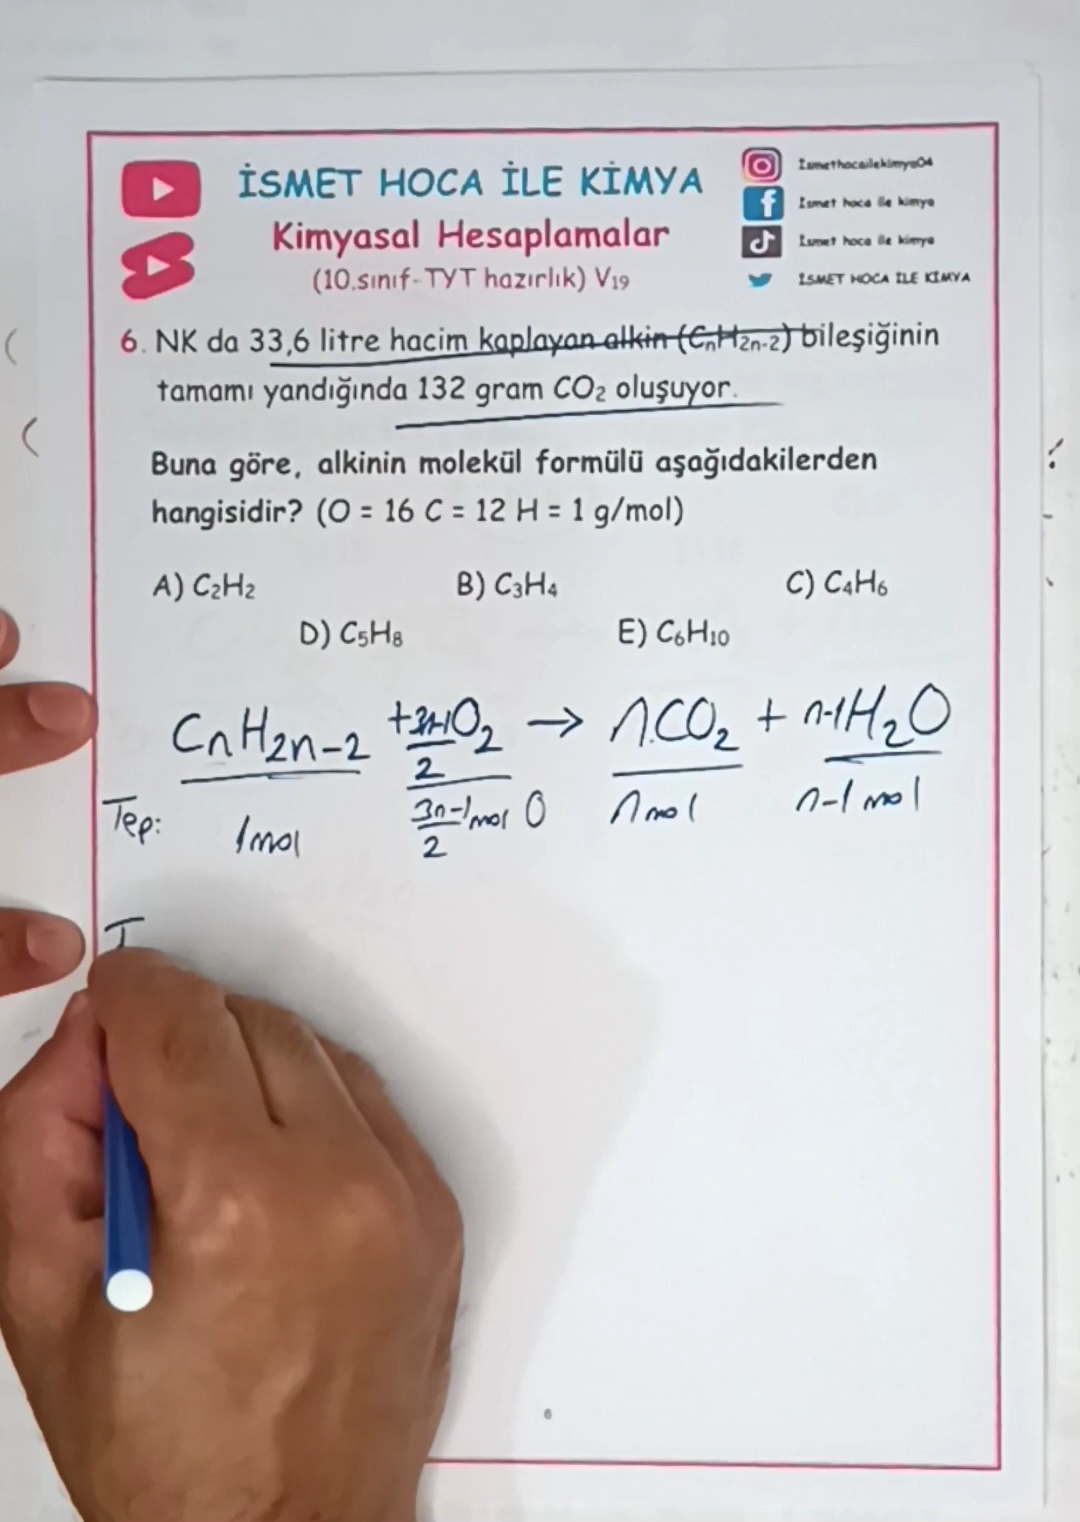 İSMET HOCA İLE KİMYA
Kimyasal Hesaplamalar
(10.sınıf-TYT hazırlık) V19
İsmethocailekimya04
İsmet hoca ile kimya
İsmet hoca ile kimya
İSMET HOCA İLE KİMYA
6. NK da 33,6 litre hacim kaplayan alkin (CnH2n-2) bileşiğinin
tamamı yandığında 132 gram CO2 oluşuyor.
Buna göre, alkinin molekül formülü aşağıdakilerden
hangisidir? (O = 16 C = 12 H = 1 g/mol)
A) C2H2 B) C3H4 C) C4H6
D) C5H8 E) C6H10
CnH2n-2 + 3n-1/2 O2 → n.CO2 + n-1H2O
Tep: 1mol 3n-1/2 mol O n mol n-1 mol